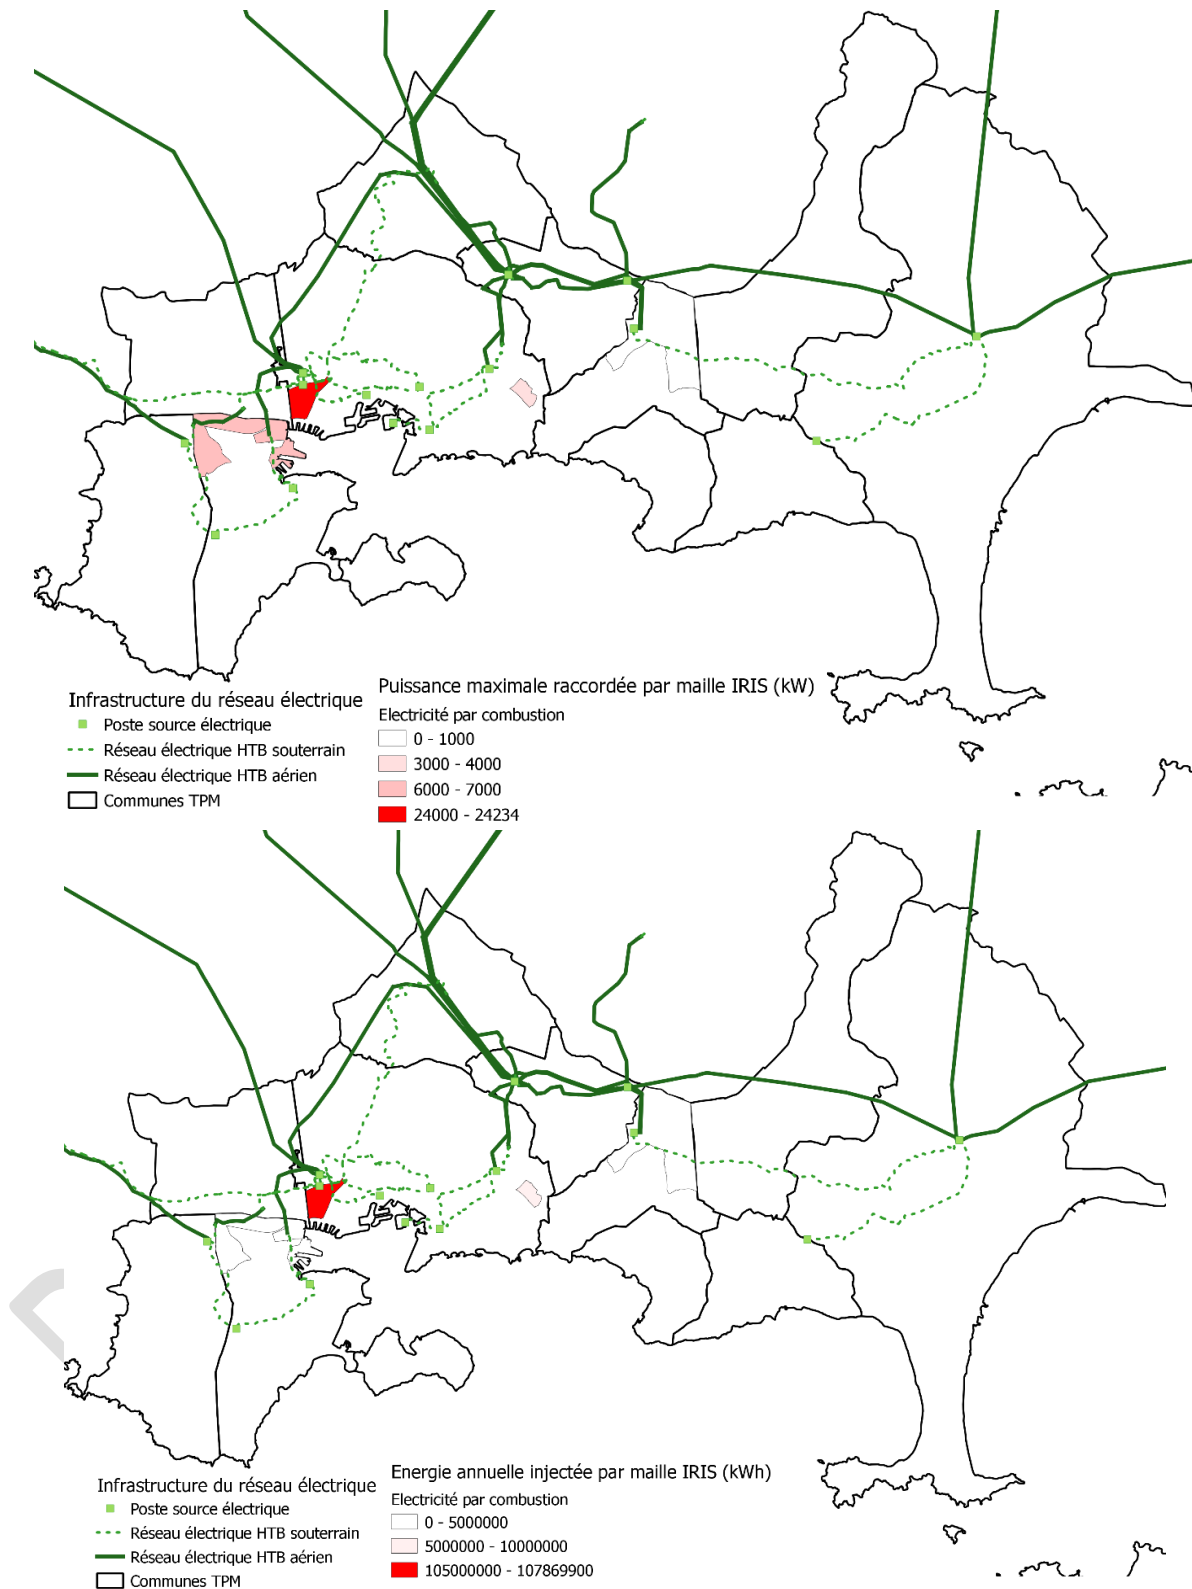 Infrastructure du réseau électrique
Poste source électrique
Réseau électrique HTB souterrain
Réseau électrique HTB aérien
Communes TPM
Puissance maximale raccordée par maille IRIS (kW)
Electricité par combustion
0 - 1000
3000 - 4000
6000 - 7000
24000 - 24234
Infrastructure du réseau électrique
Poste source électrique
Réseau électrique HTB souterrain
Réseau électrique HTB aérien
Communes TPM
Energie annuelle injectée par maille IRIS (kWh)
Electricité par combustion
0 - 5000000
5000000 - 10000000
105000000 - 107869900